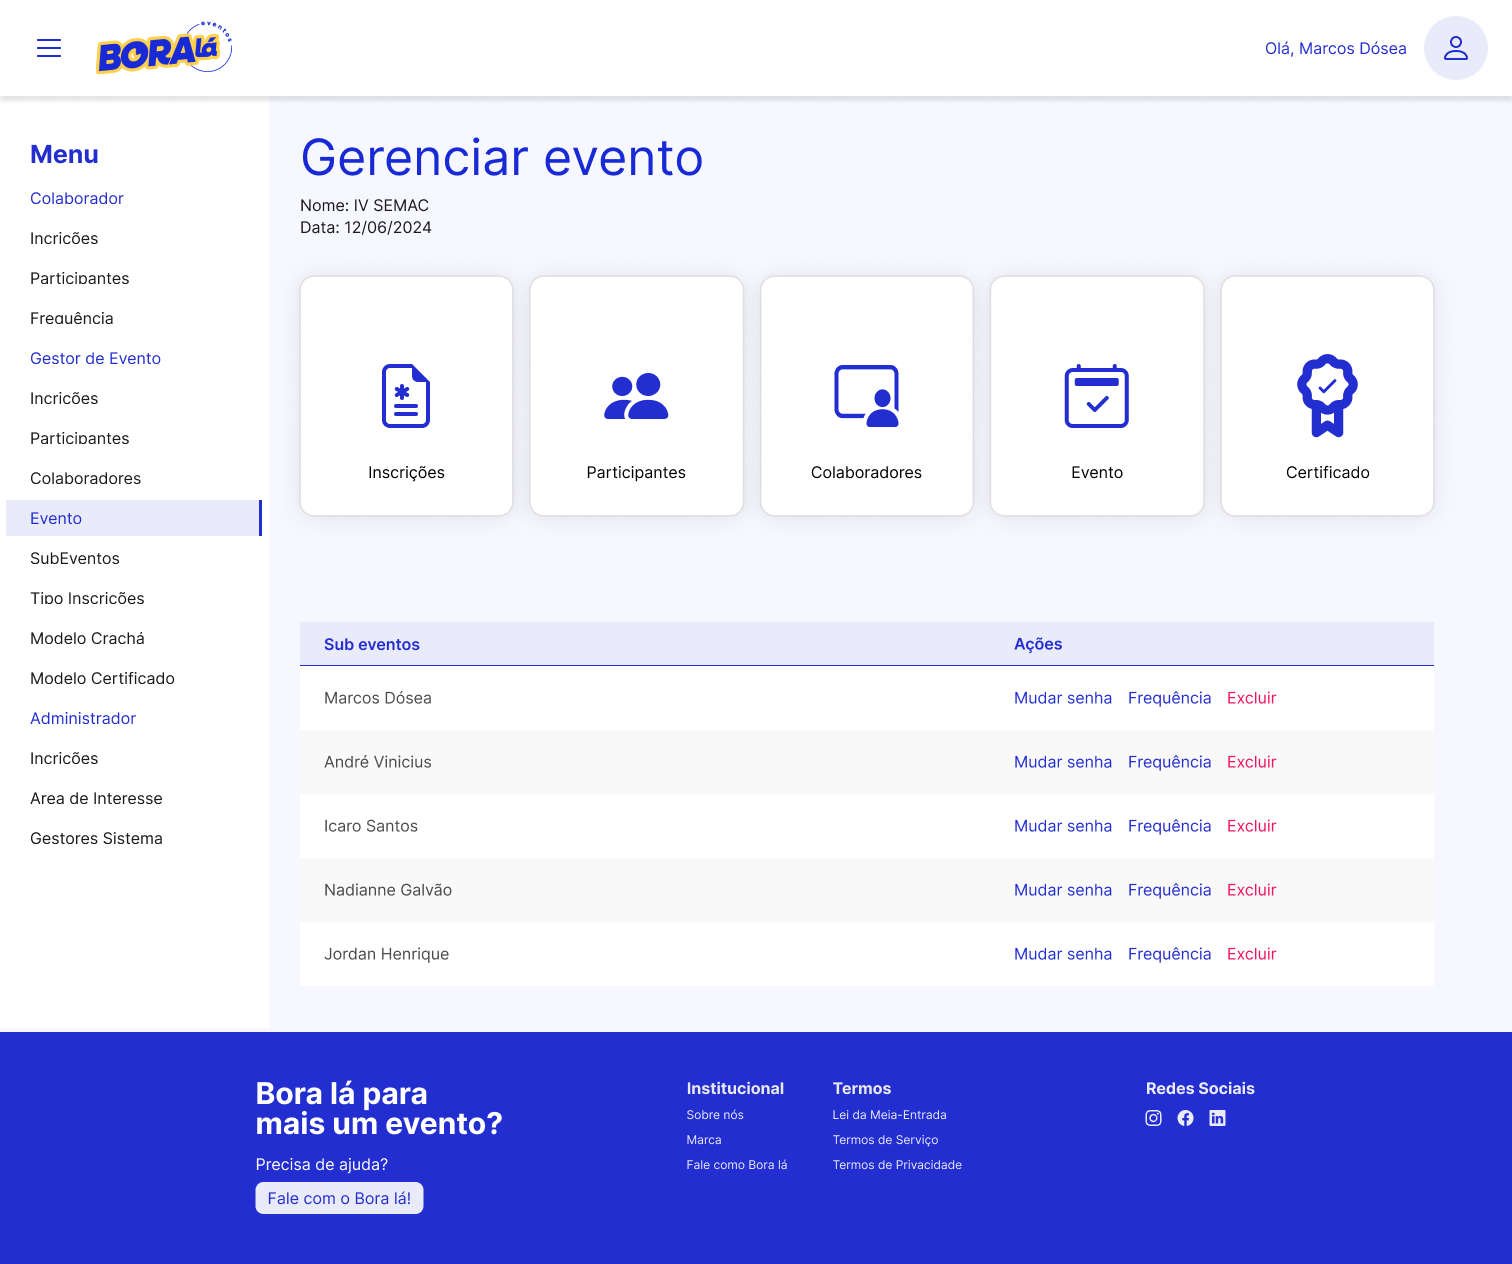 BORA lá eventos
Olá, Marcos Dósea
Menu
Colaborador
Incrições
Participantes
Frequência
Gestor de Evento
Incrições
Participantes
Colaboradores
Evento
SubEventos
Tipo Inscrições
Modelo Crachá
Modelo Certificado
Administrador
Incrições
Area de Interesse
Gestores Sistema
Gerenciar evento
Nome: IV SEMAC
Data: 12/06/2024
Inscrições
Participantes
Colaboradores
Evento
Certificado
Sub eventos Ações
Marcos Dósea Mudar senha Frequência Excluir
André Vinicius Mudar senha Frequência Excluir
Icaro Santos Mudar senha Frequência Excluir
Nadianne Galvão Mudar senha Frequência Excluir
Jordan Henrique Mudar senha Frequência Excluir
Bora lá para
mais um evento?
Precisa de ajuda?
Fale com o Bora lá!
Institucional
Sobre nós
Marca
Fale como Bora lá
Termos
Lei da Meia-Entrada
Termos de Serviço
Termos de Privacidade
Redes Sociais